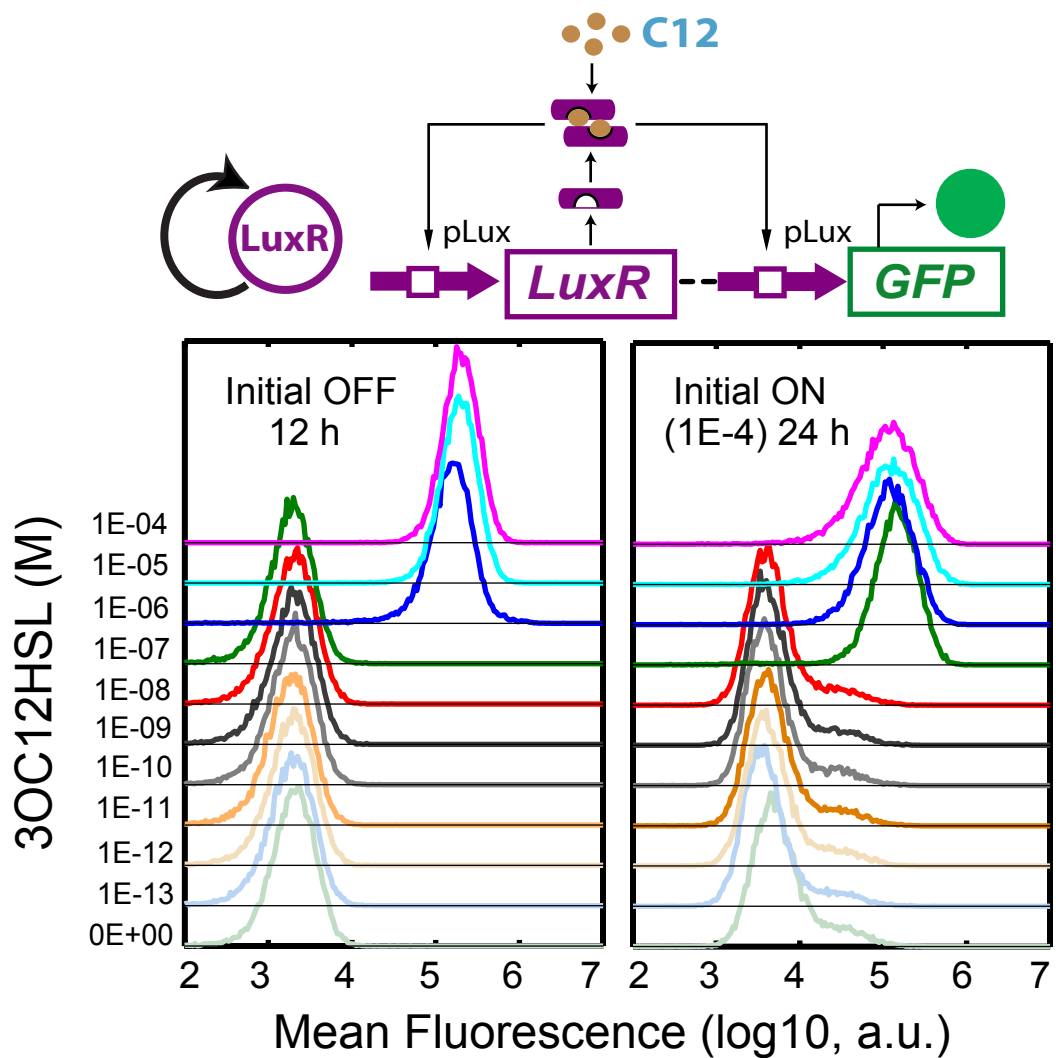 C12
pLux
pLux
LuxR
LuxR
GFP
Initial OFF
12 h
Initial ON
(1E-4) 24 h
3OC12HSL (M)
1E-04
1E-05
1E-06
1E-07
1E-08
1E-09
1E-10
1E-11
1E-12
1E-13
0E+00
2 3 4 5 6 7
2 3 4 5 6 7
Mean Fluorescence (log10, a.u.)